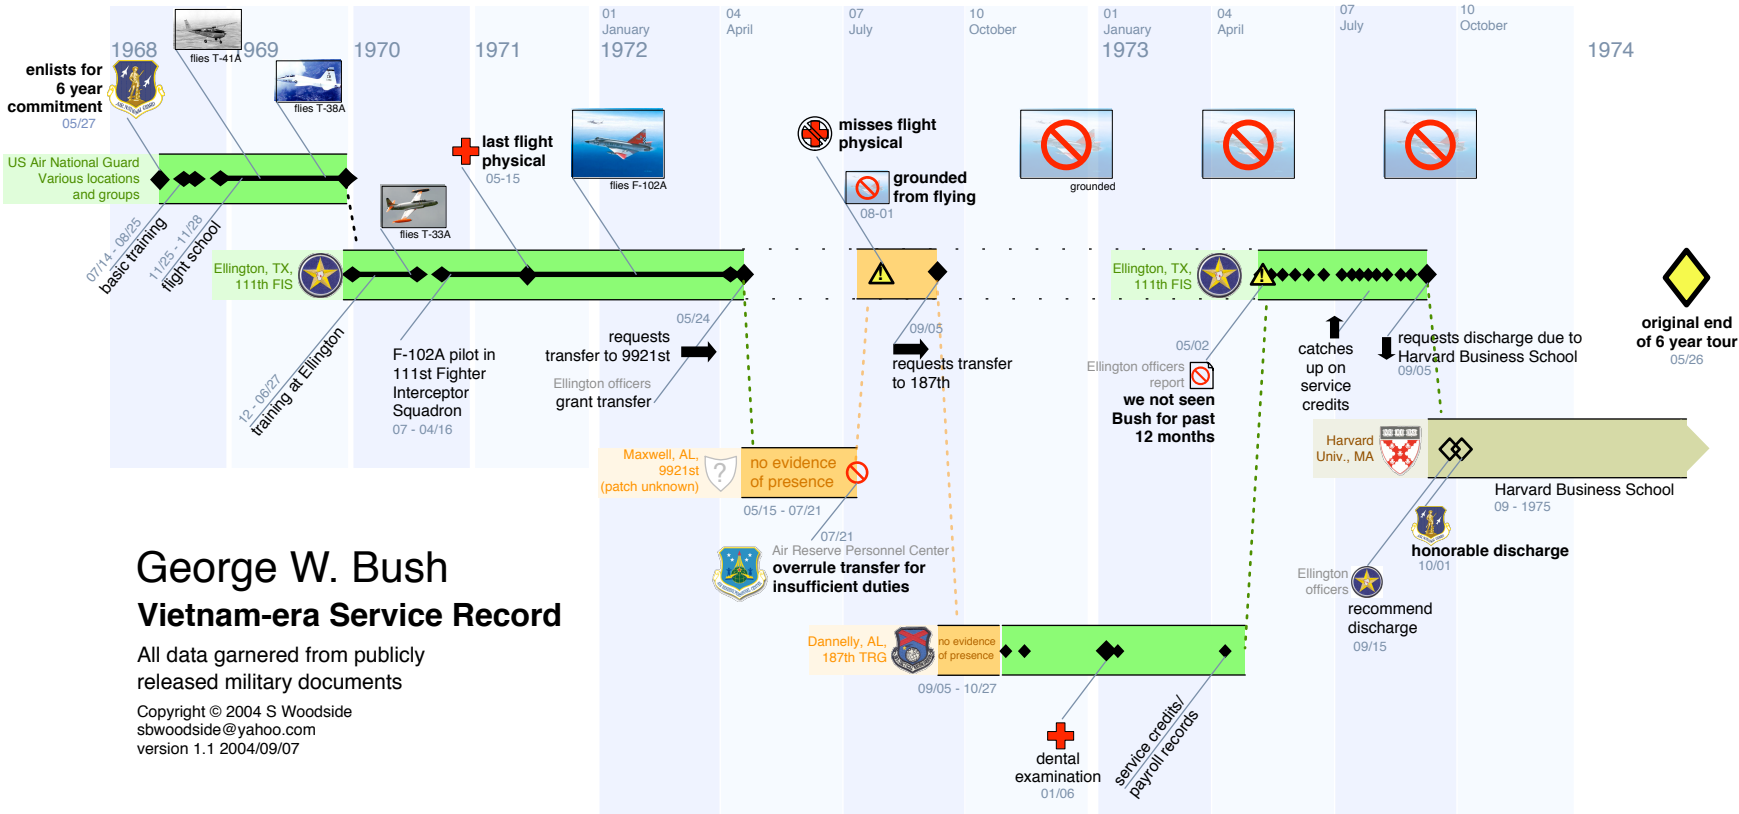 01
January
04
April
07
July
10
October
01
January
04
April
07
July
10
October
1968
1969
1970
1971
1972
1973
1974
flies T-41A
flies T-38A
enlists for
6 year
commitment
05/27
AIR NATIONAL GUARD
US Air National Guard
Various locations
and groups
07/14 - 08/25
basic training
11/25 - 11/28
flight school
flies T-33A
last flight
physical
05-15
flies F-102A
misses flight
physical
grounded
from flying
08-01
grounded
Ellington, TX,
111th FIS
12 - 06/27
training at Ellington
F-102A pilot in
111st Fighter
Interceptor
Squadron
07 - 04/16
05/24
requests
transfer to 9921st
Ellington officers
grant transfer
09/05
requests transfer
to 187th
Ellington, TX,
111th FIS
05/02
Ellington officers
report
we not seen
Bush for past
12 months
catches
up on
service
credits
requests discharge due to
Harvard Business School
09/05
original end
of 6 year tour
05/26
Maxwell, AL,
9921st
(patch unknown)
?
no evidence
of presence
05/15 - 07/21
07/21
Air Reserve Personnel Center
overrule transfer for
insufficient duties
Harvard
Univ., MA
Harvard Business School
09 - 1975
honorable discharge
10/01
Ellington
officers
recommend
discharge
09/15
Dannelly, AL,
187th TRG
no evidence
of presence
09/05 - 10/27
dental
examination
01/06
service credits/
payroll records
George W. Bush
Vietnam-era Service Record
All data garnered from publicly
released military documents
Copyright © 2004 S Woodside
sbwoodside@yahoo.com
version 1.1 2004/09/07